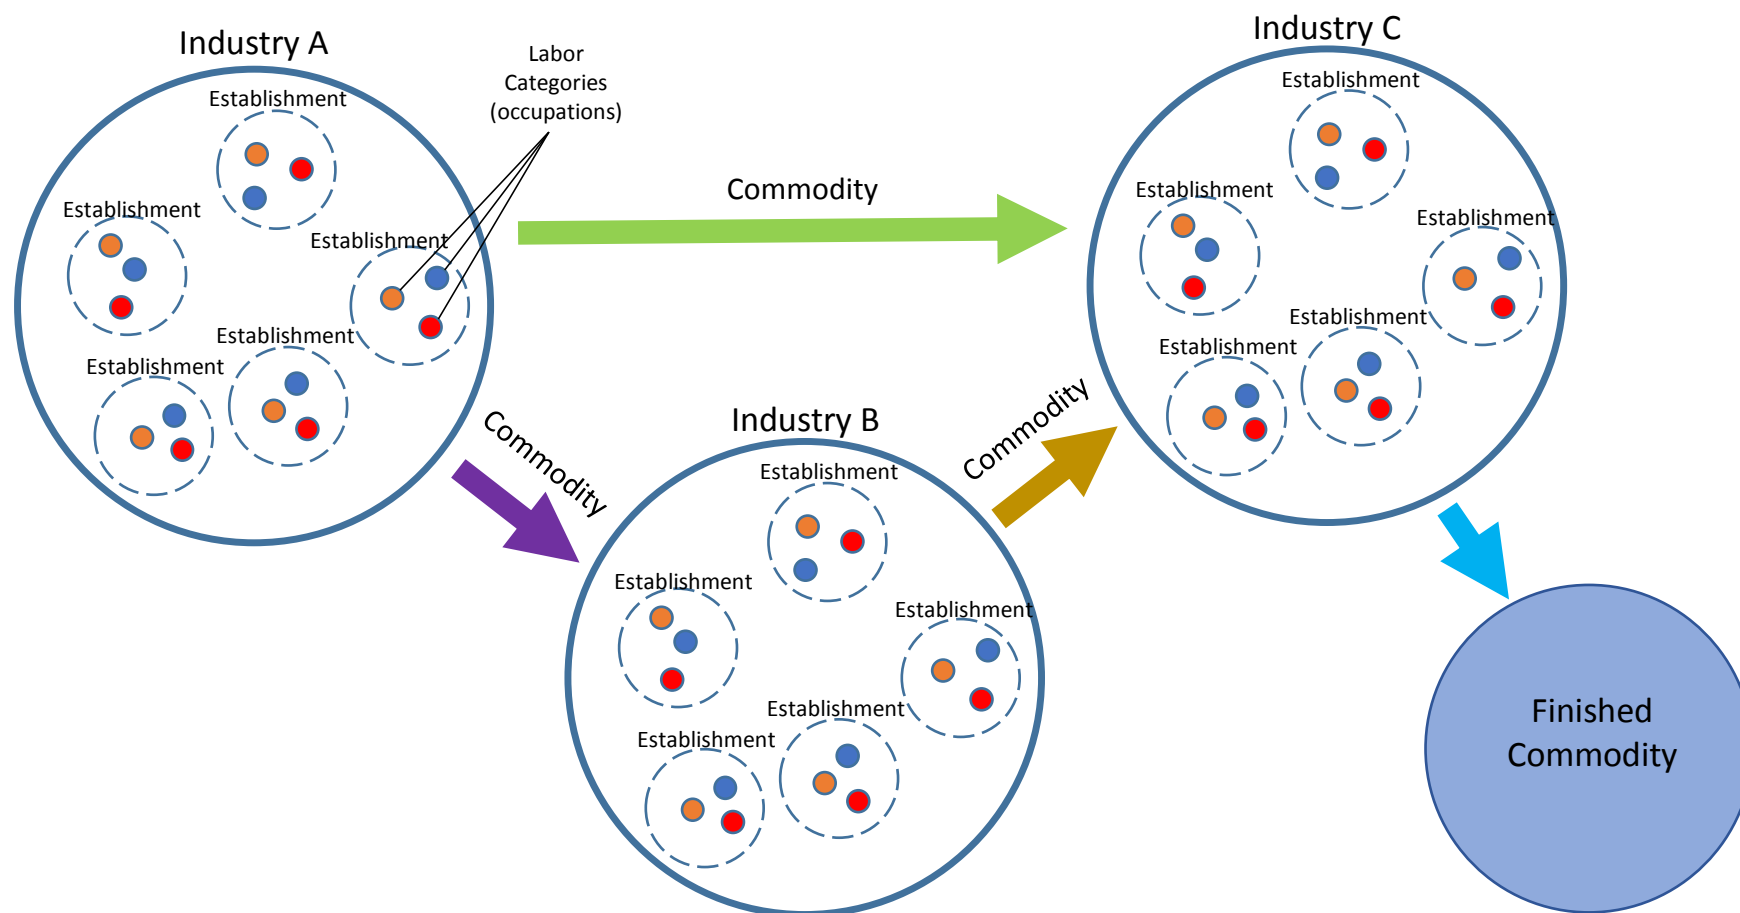 Industry A
Labor
Categories
(occupations)
Establishment
Establishment
Establishment
Establishment
Establishment
Commodity
Commodity
Industry B
Establishment
Establishment
Establishment
Establishment
Establishment
Commodity
Industry C
Establishment
Establishment
Establishment
Establishment
Establishment
Finished
Commodity